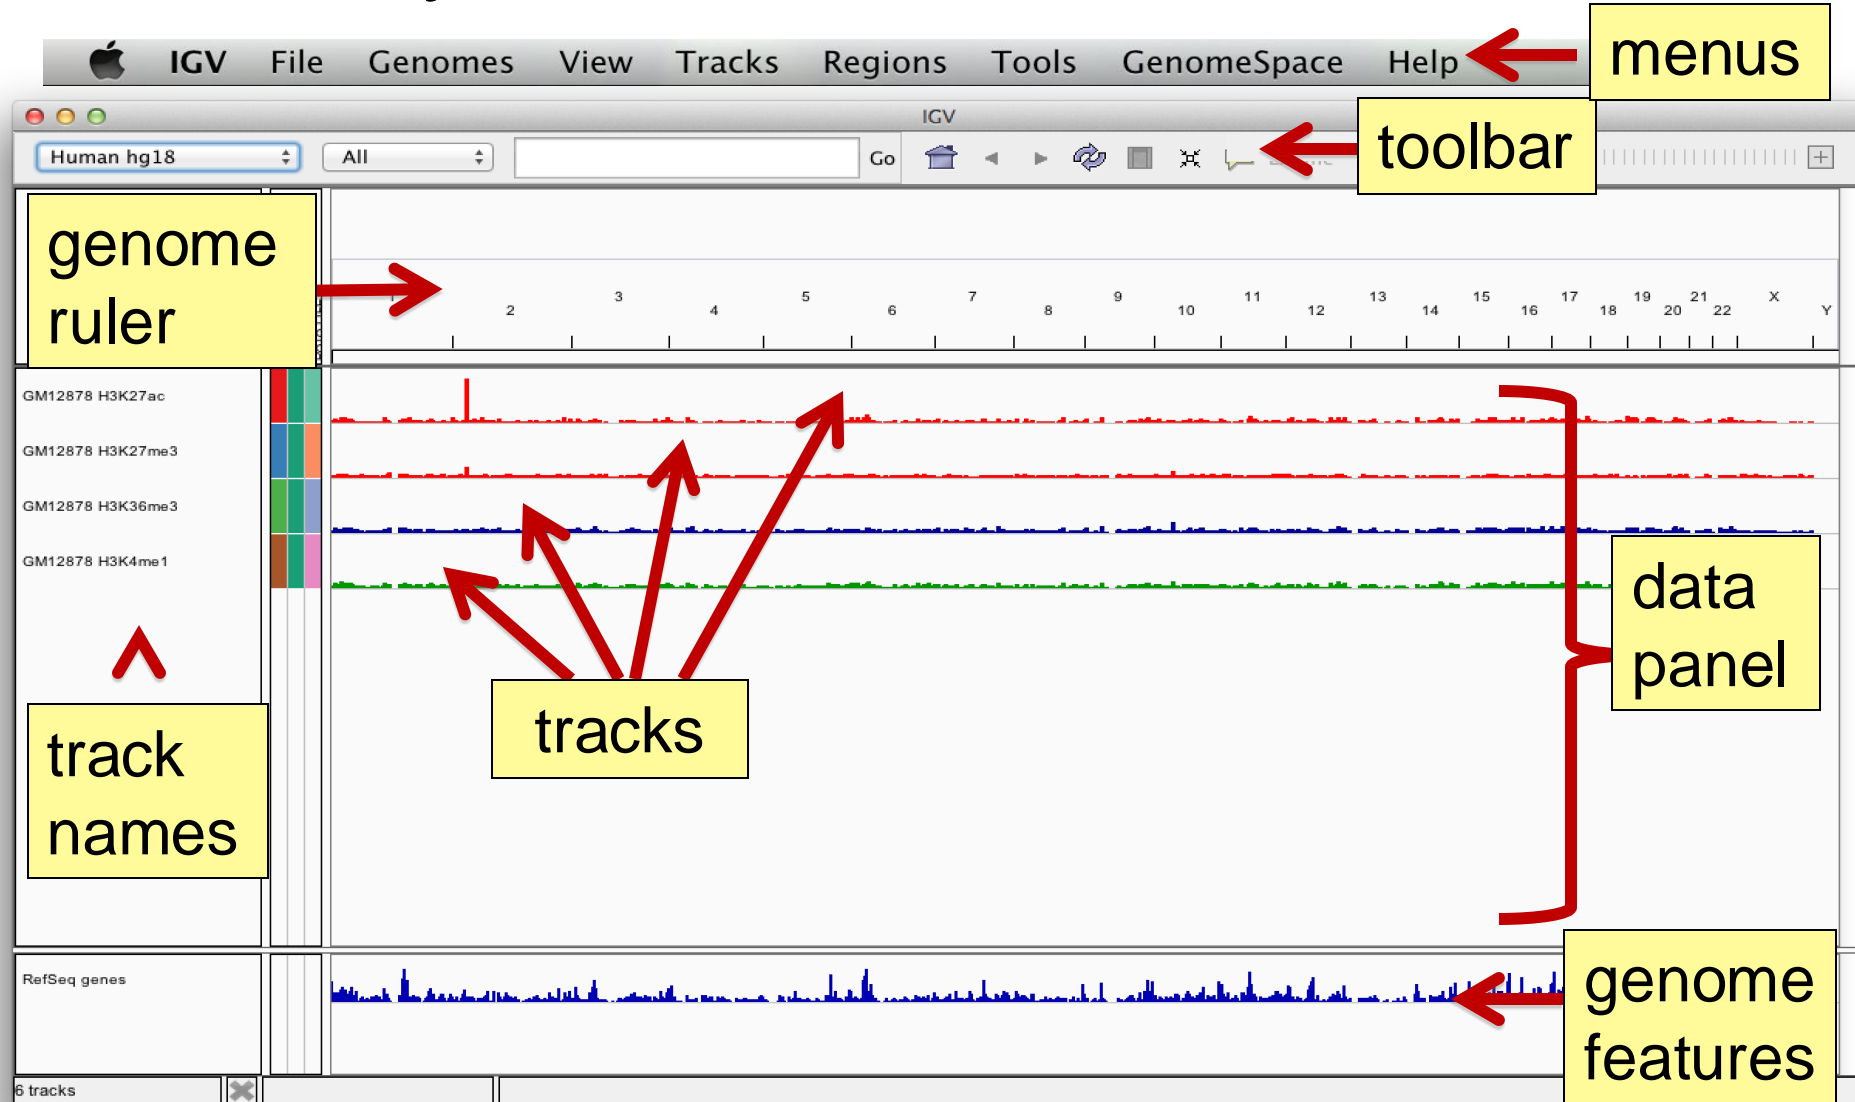 IGV File Genomes View Tracks Regions Tools GenomeSpace Help
menus
IGV
Human hg18 All Go
toolbar
genome
ruler
2 3 4 5 6 7 8 9 10 11 12 13 14 15 16 17 18 19 20 21 22 X Y
GM12878 H3K27ac
GM12878 H3K27me3
GM12878 H3K36me3
GM12878 H3K4me1
data
panel
tracks
track
names
RefSeq genes
genome
features
6 tracks